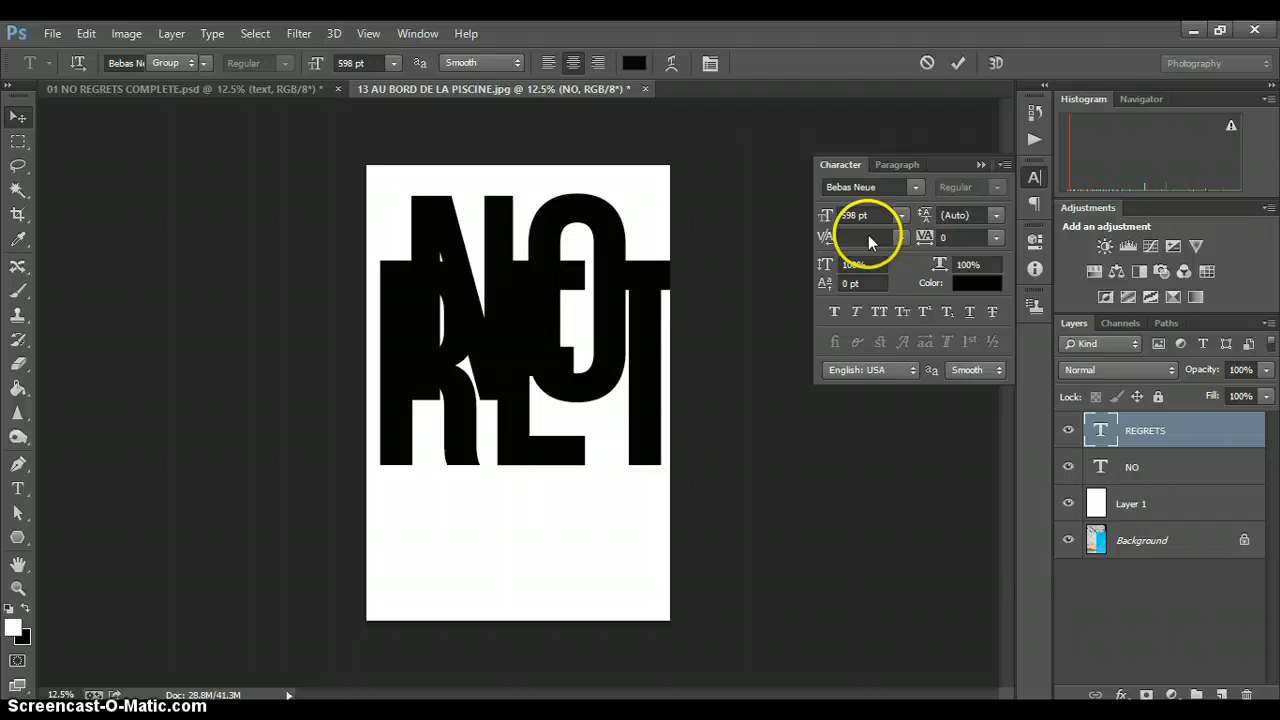 Ps File Edit Image Layer Type Select Filter 3D View Window Help
T Bebas Ne Group Regular 598 pt Smooth 3D Photography
01 NO REGRETS COMPLETE.psd @ 12.5% (text, RGB/8*) * × 13 AU BORD DE LA PISCINE.jpg @ 12.5% (NO, RGB/8*) * ×
Histogram Navigator
NO
RET
Character Paragraph
Bebas Neue Regular
598 pt (Auto)
0
100% 100%
0 pt Color:
English: USA Smooth
Adjustments
Add an adjustment
Layers Channels Paths
Kind
Normal Opacity: 100%
Lock: Fill: 100%
REGRETS
NO
Layer 1
Background
12.5% Doc: 28.8M/41.3M
Screencast-O-Matic.com